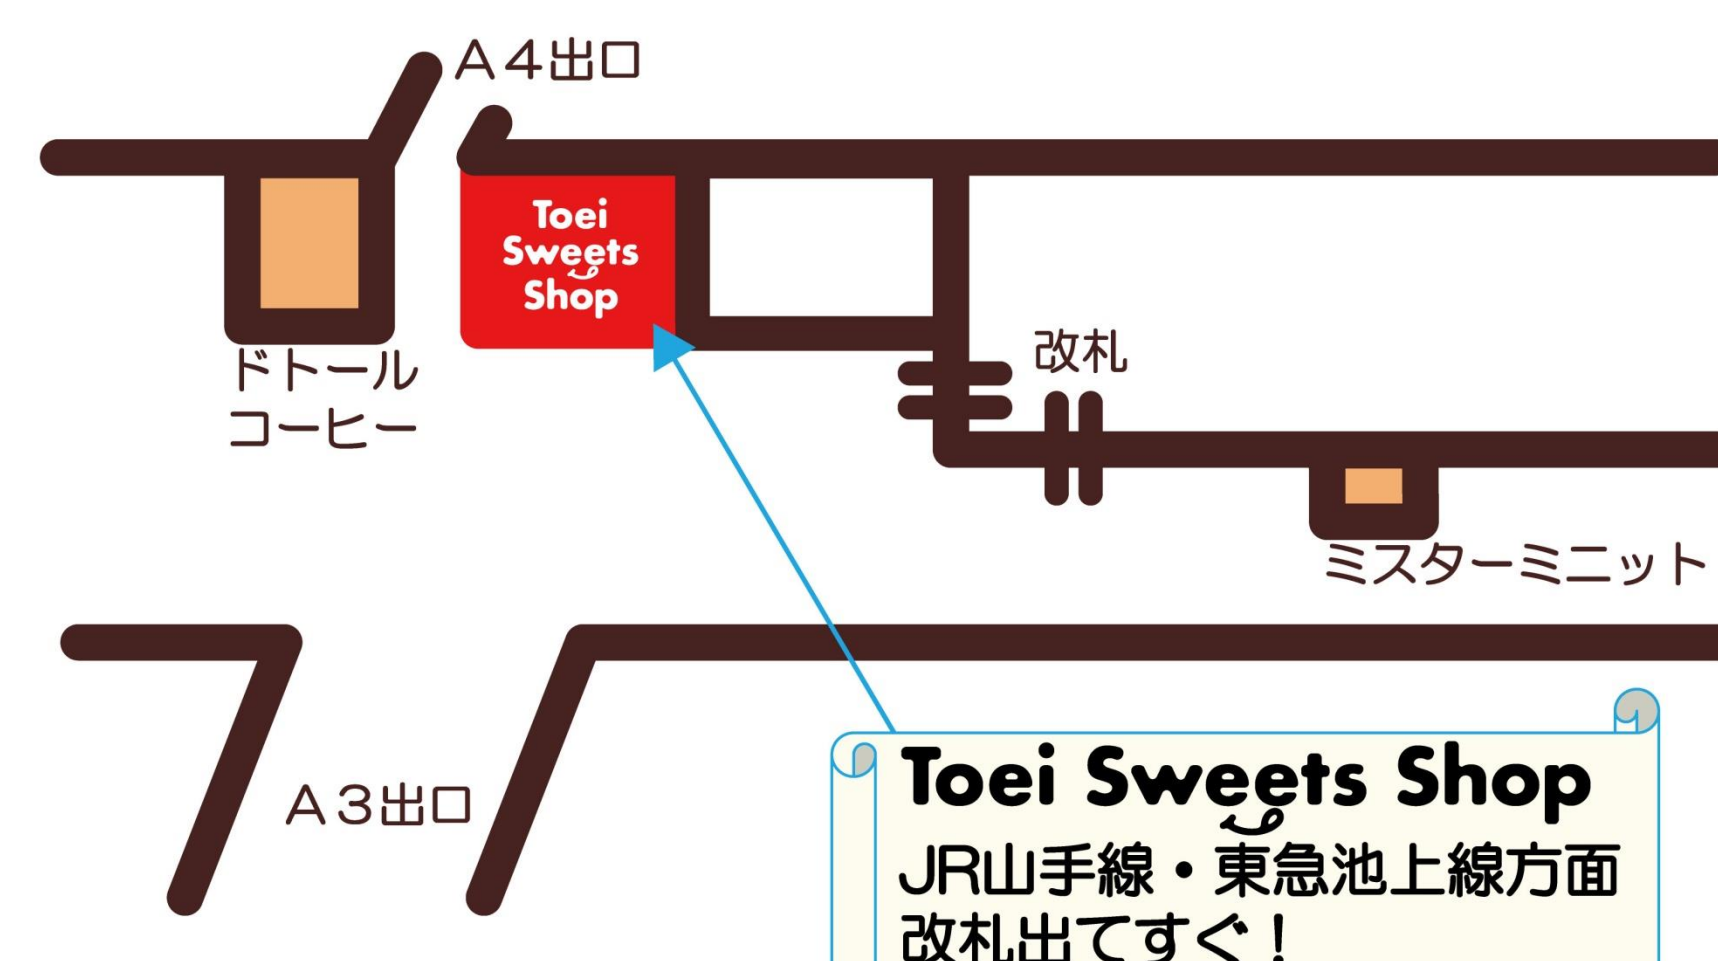 A4出口
Toei
Sweets
Shop
ドトール
コーヒー
改札
ミスターミニット
A3出口
Toei Sweets Shop
JR山手線・東急池上線方面
改札出てすぐ!